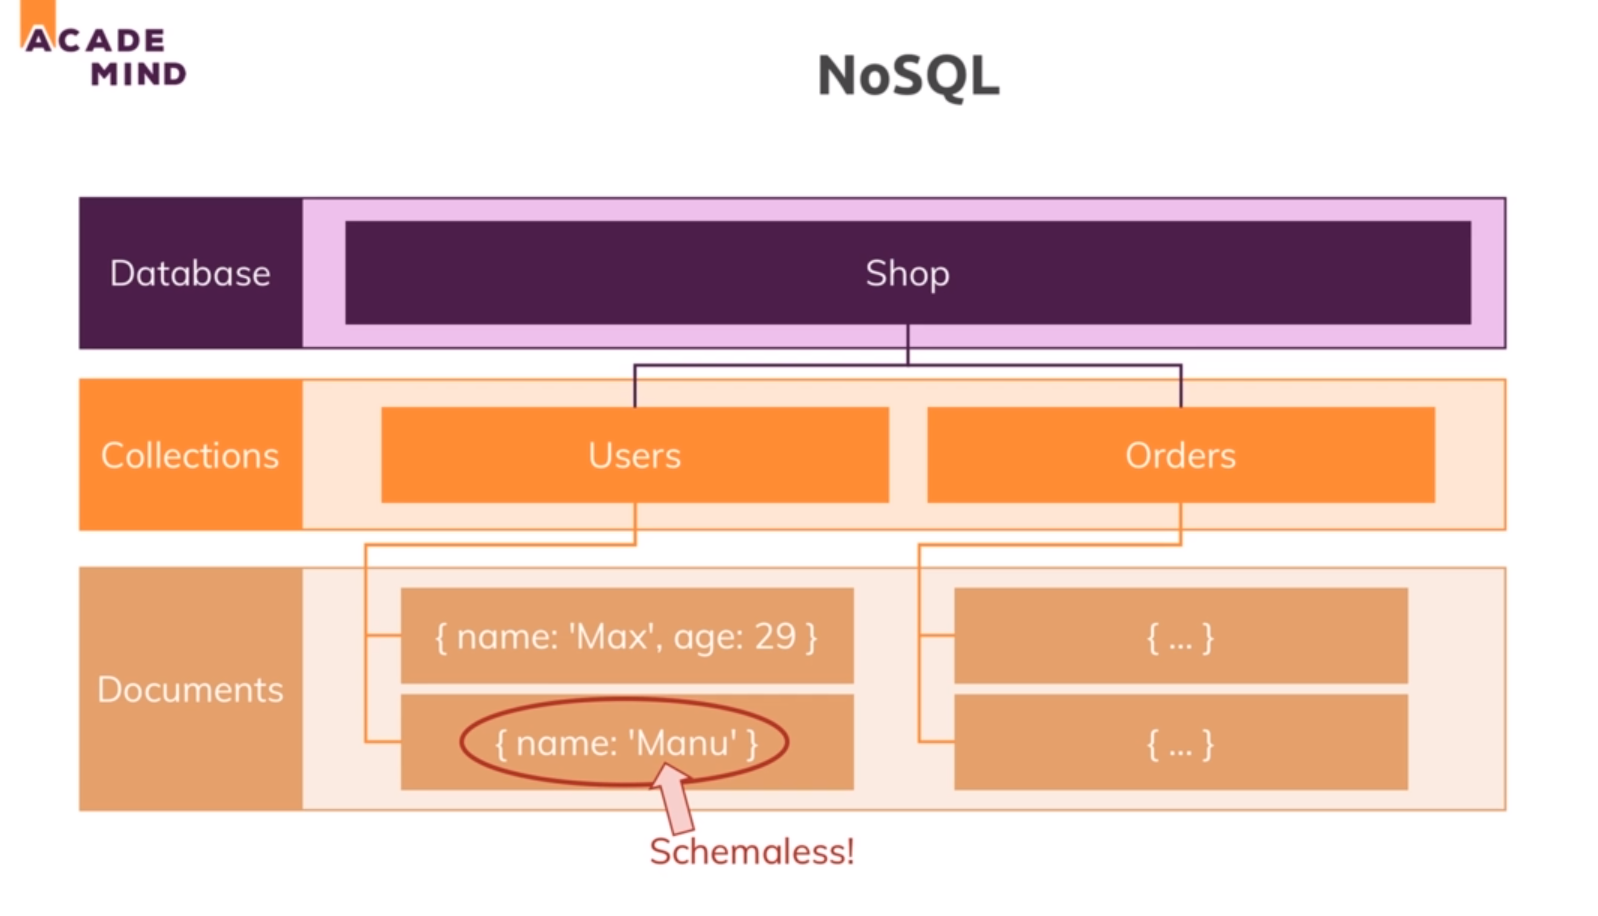 ACADE
MIND
NoSQL
Database
Shop
Collections
Users
Orders
Documents
{ name: 'Max', age: 29 }
{ ... }
{ name: 'Manu' }
{ ... }
Schemaless!